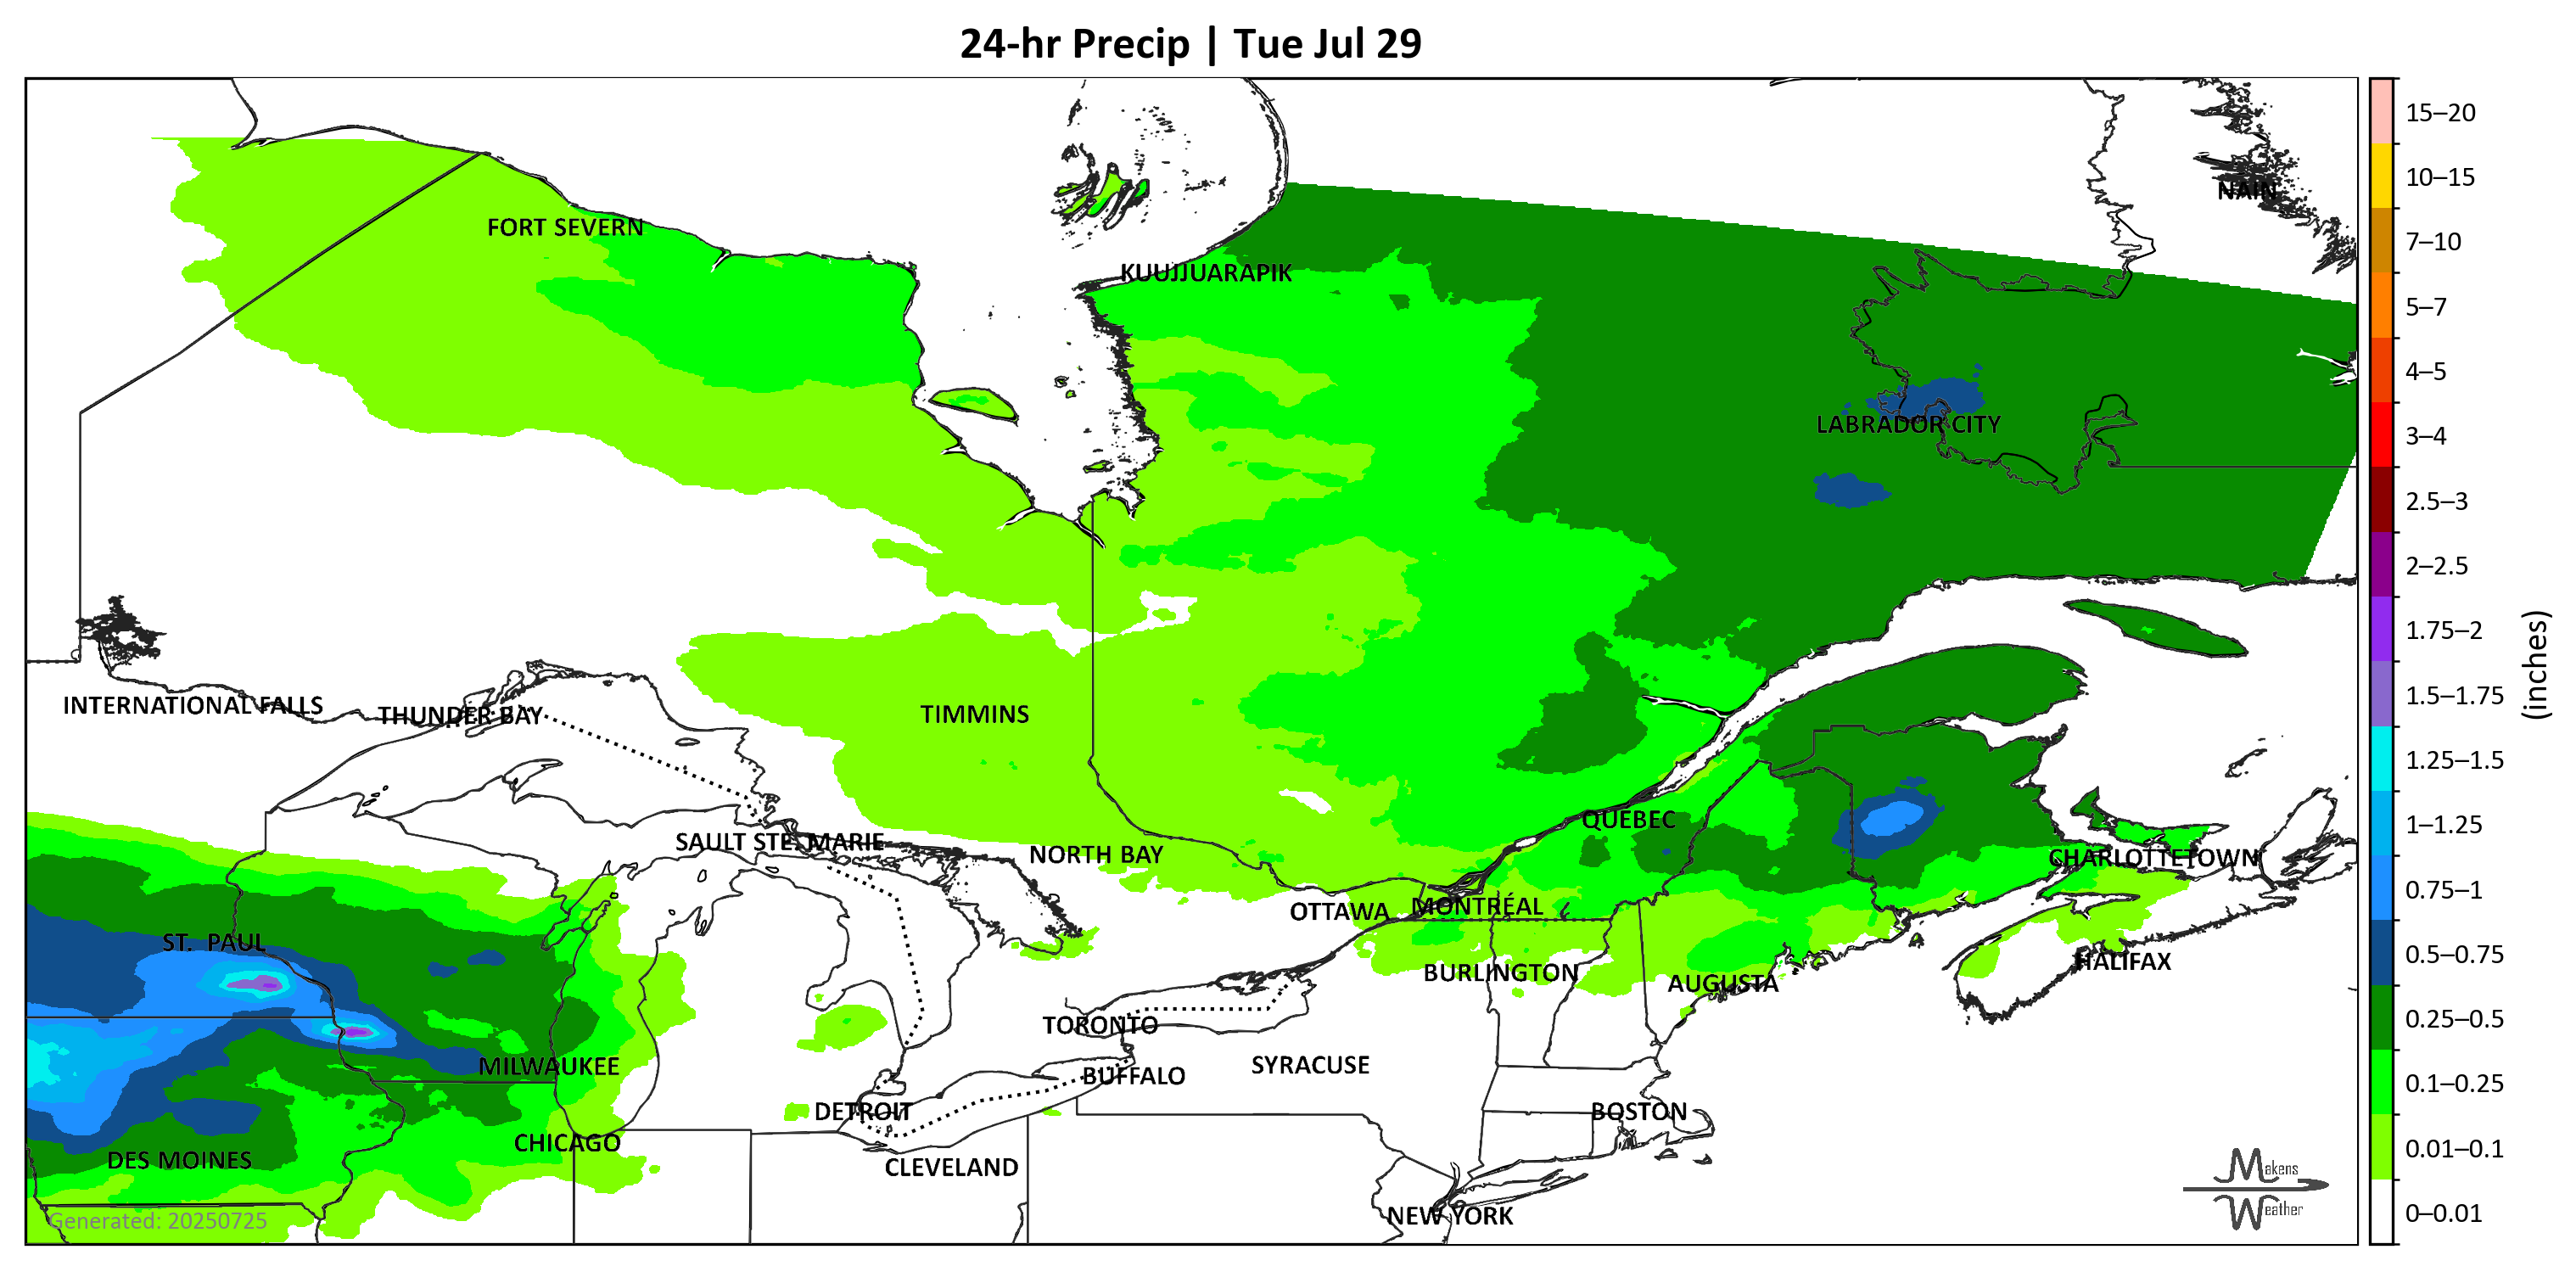 24-hr Precip | Tue Jul 29
15–20
10–15
NAIN
FORT SEVERN
7–10
KUUJJUARAPIK
5–7
4–5
LABRADOR CITY
3–4
2.5–3
2–2.5
1.75–2
(inches)
INTERNATIONAL FALLS
THUNDER BAY
TIMMINS
1.5–1.75
1.25–1.5
QUÉBEC
1–1.25
SAULT STE. MARIE
NORTH BAY
CHARLOTTETOWN
0.75–1
OTTAWA
MONTRÉAL
ST. PAUL
0.5–0.75
HALIFAX
BURLINGTON
AUGUSTA
0.25–0.5
TORONTO
MILWAUKEE
SYRACUSE
BUFFALO
0.1–0.25
DETROIT
BOSTON
CHICAGO
0.01–0.1
DES MOINES
CLEVELAND
Makens
Weather
0–0.01
NEW YORK
Generated: 20250725